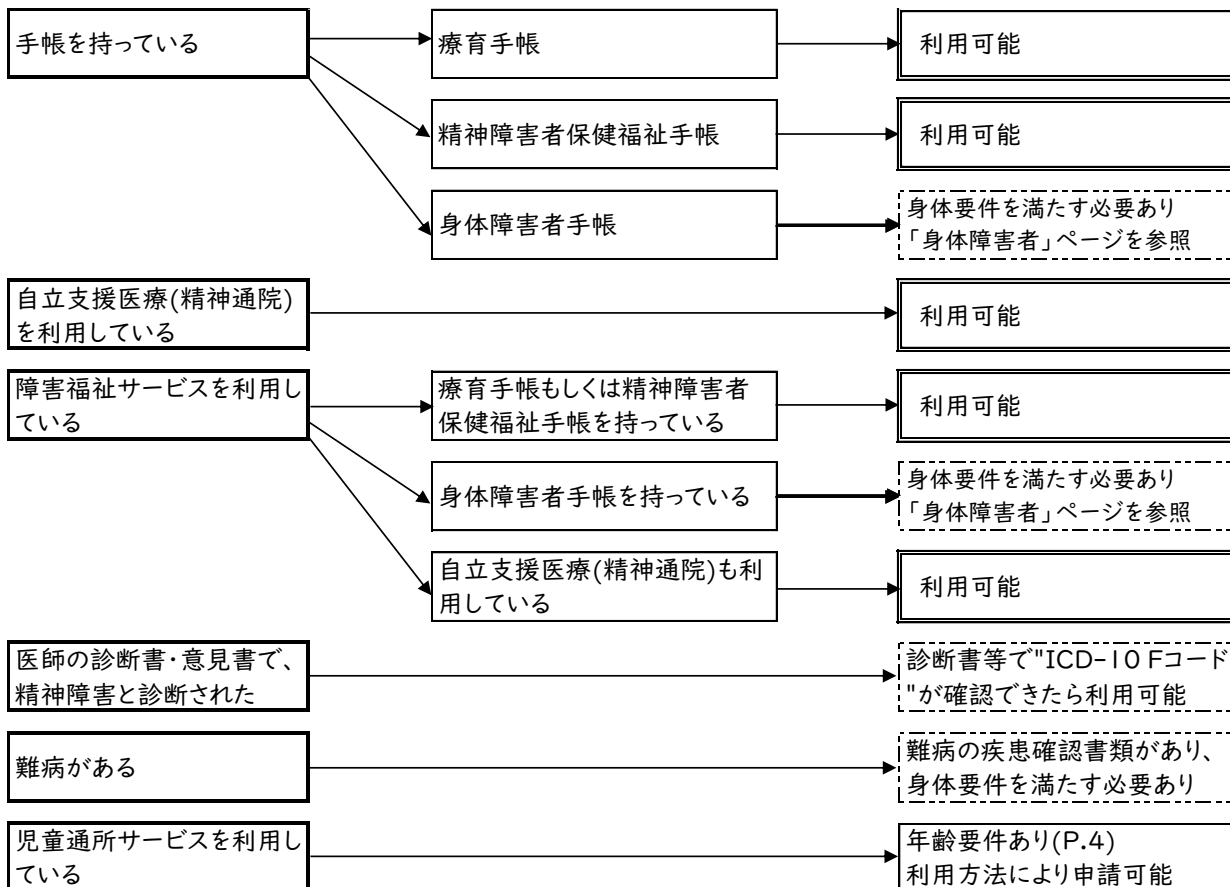 手帳を持っている
療育手帳
利用可能
精神障害者保健福祉手帳
利用可能
身体障害者手帳
身体要件を満たす必要あり
「身体障害者」ページを参照
自立支援医療(精神通院)
を利用している
利用可能
障害福祉サービスを利用し
ている
療育手帳もしくは精神障害者
保健福祉手帳を持っている
利用可能
身体障害者手帳を持っている
身体要件を満たす必要あり
「身体障害者」ページを参照
自立支援医療(精神通院)も利
用している
利用可能
医師の診断書・意見書で、
精神障害と診断された
診断書等で"ICD-10 Fコード
"が確認できたら利用可能
難病がある
難病の疾患確認書類があり、
身体要件を満たす必要あり
児童通所サービスを利用し
ている
年齢要件あり(P.4)
利用方法により申請可能